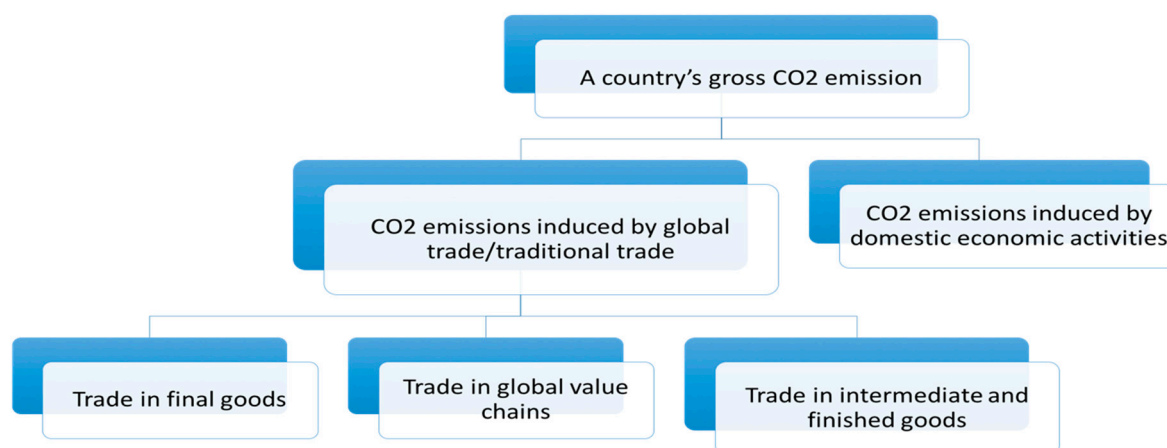 A country’s gross CO2 emission
CO2 emissions induced by global
trade/traditional trade
CO2 emissions induced by
domestic economic activities
Trade in final goods
Trade in global value
chains
Trade in intermediate and
finished goods